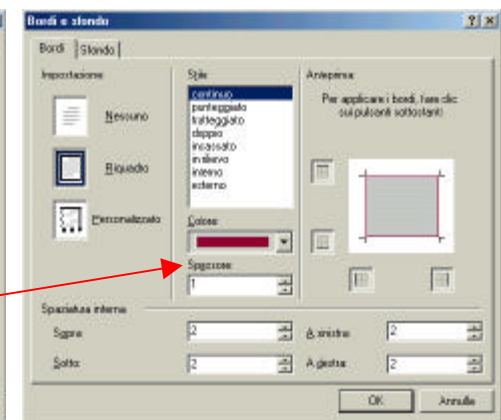 Bordi e sfondo
Bordi Sfondo
Impostazione
Nessuno
Riquadro
Personalizzato
Stile
continuo
punteggiato
tratteggiato
doppio
incassato
in rilievo
interno
esterno
Colore:
Spessore:
1
Anteprima
Per applicare i bordi, fare clic
sui pulsanti sottostanti
Spaziatura interna
Sopra: 2 A sinistra: 2
Sotto: 2 A destra: 2
OK Annulla